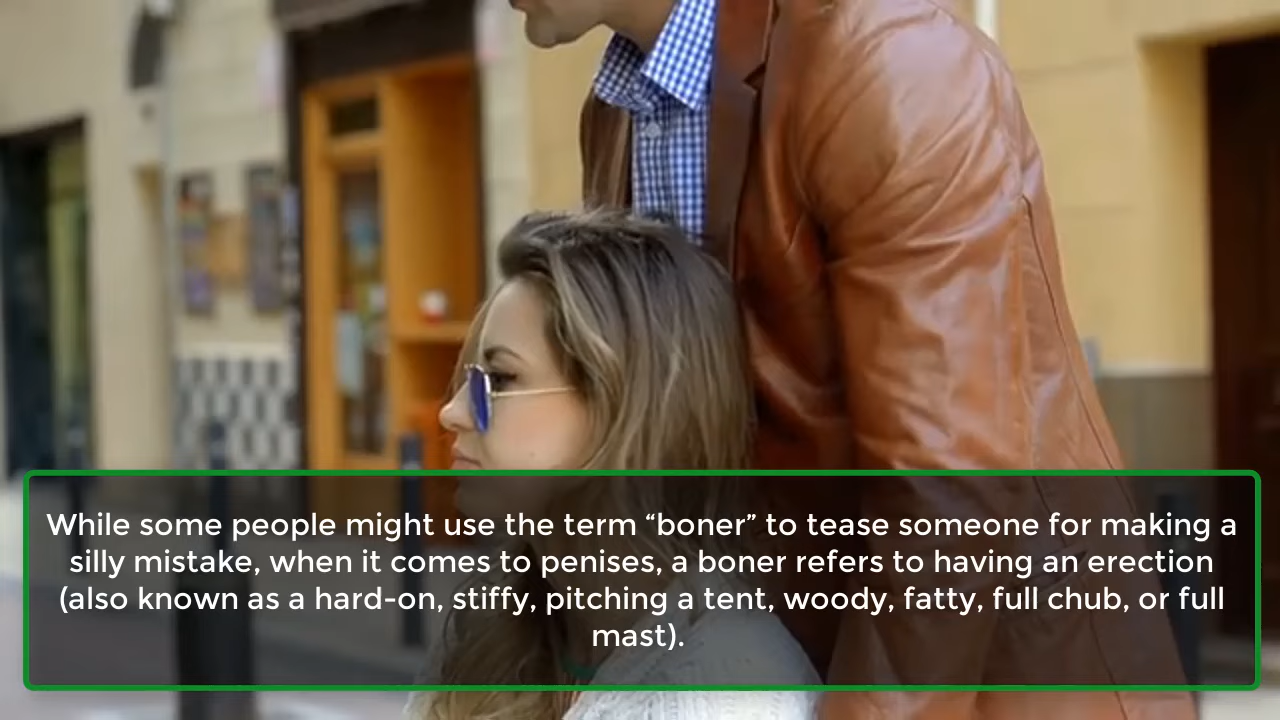 While some people might use the term “boner” to tease someone for making a
silly mistake, when it comes to penises, a boner refers to having an erection
(also known as a hard-on, stiffy, pitching a tent, woody, fatty, full chub, or full
mast).